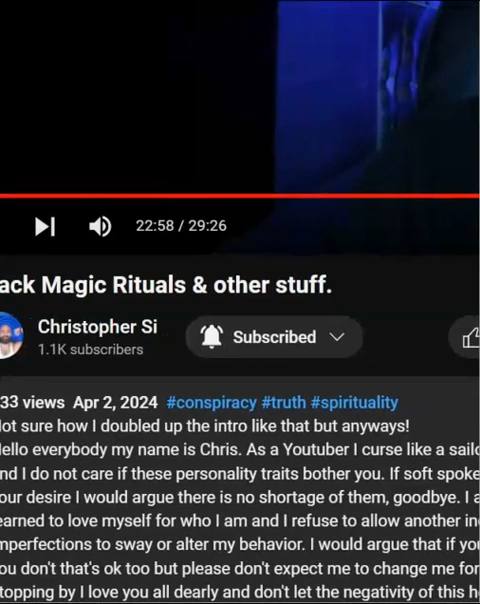 22:58 / 29:26
ack Magic Rituals & other stuff.
Christopher Si
1.1K subscribers
Subscribed
33 views Apr 2, 2024 #conspiracy #truth #spirituality
ot sure how I doubled up the intro like that but anyways!
ello everybody my name is Chris. As a Youtuber I curse like a sailo
nd I do not care if these personality traits bother you. If soft spoke
our desire I would argue there is no shortage of them, goodbye. I a
earned to love myself for who I am and I refuse to allow another in
mperfections to sway or alter my behavior. I would argue that if yo
ou don't that's ok too but please don't expect me to change me for
topping by I love you all dearly and don't let the negativity of this h